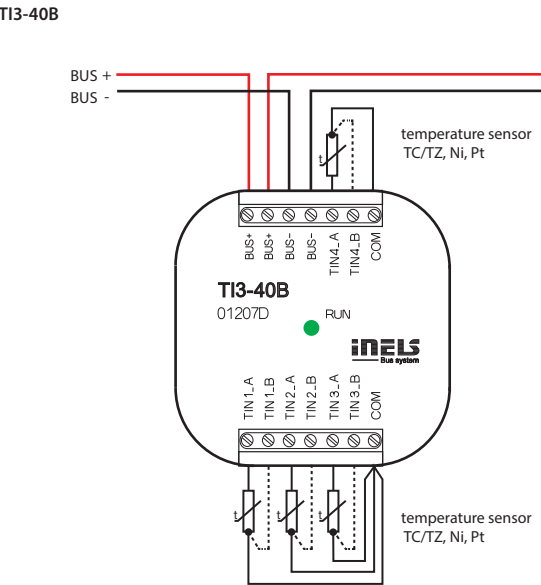 TI3-40B
BUS +
BUS -
temperature sensor
TC/TZ, Ni, Pt
t
BUS+
BUS+
BUS-
BUS-
TIN4_A
TIN4_B
COM
TI3-40B
01207D
RUN
iNELS
Bus system
TIN1_A
TIN1_B
TIN2_A
TIN2_B
TIN3_A
TIN3_B
COM
t
t
t
temperature sensor
TC/TZ, Ni, Pt